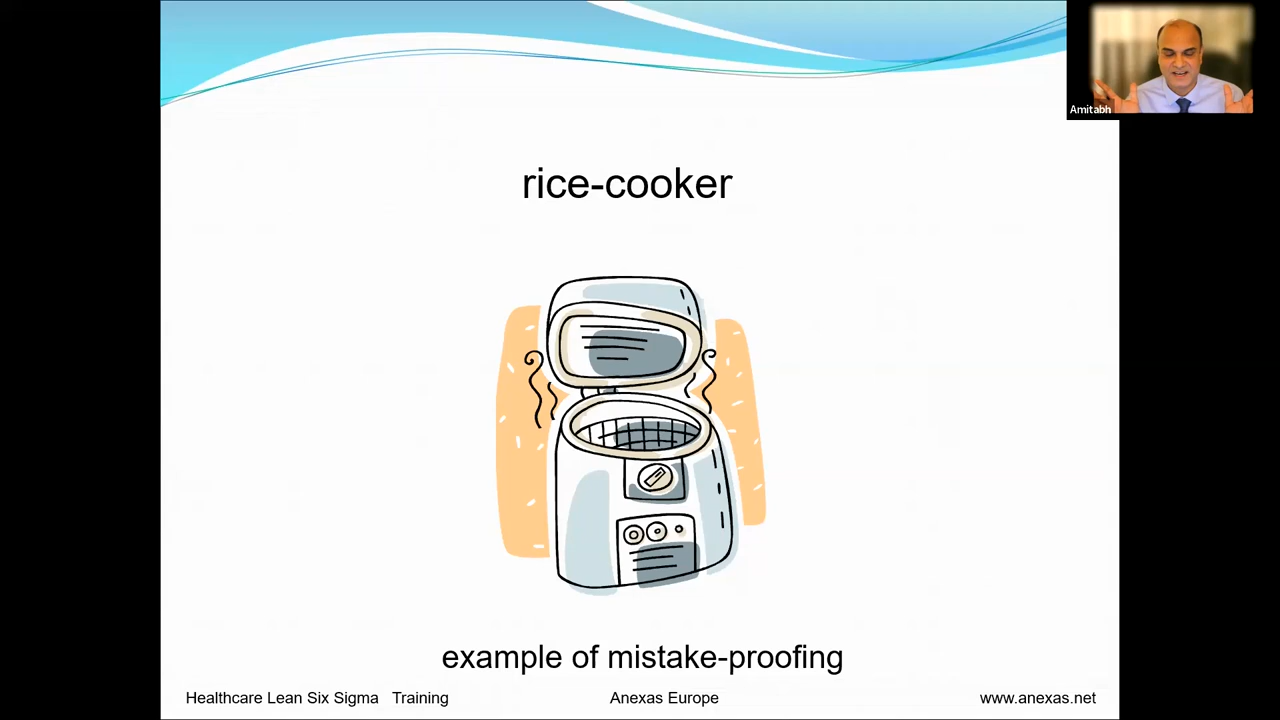 Amitabh
rice-cooker
example of mistake-proofing
Healthcare Lean Six Sigma Training
Anexas Europe
www.anexas.net